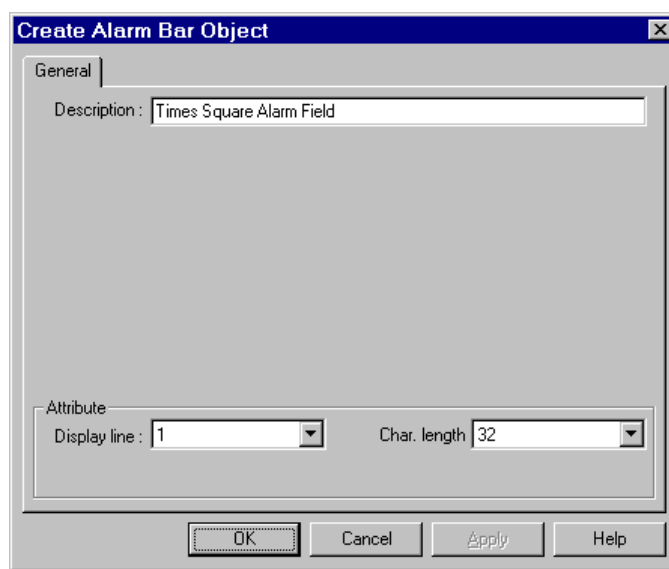 Create Alarm Bar Object
General
Description : Times Square Alarm Field
Attribute
Display line : 1 Char. length 32
OK Cancel Apply Help